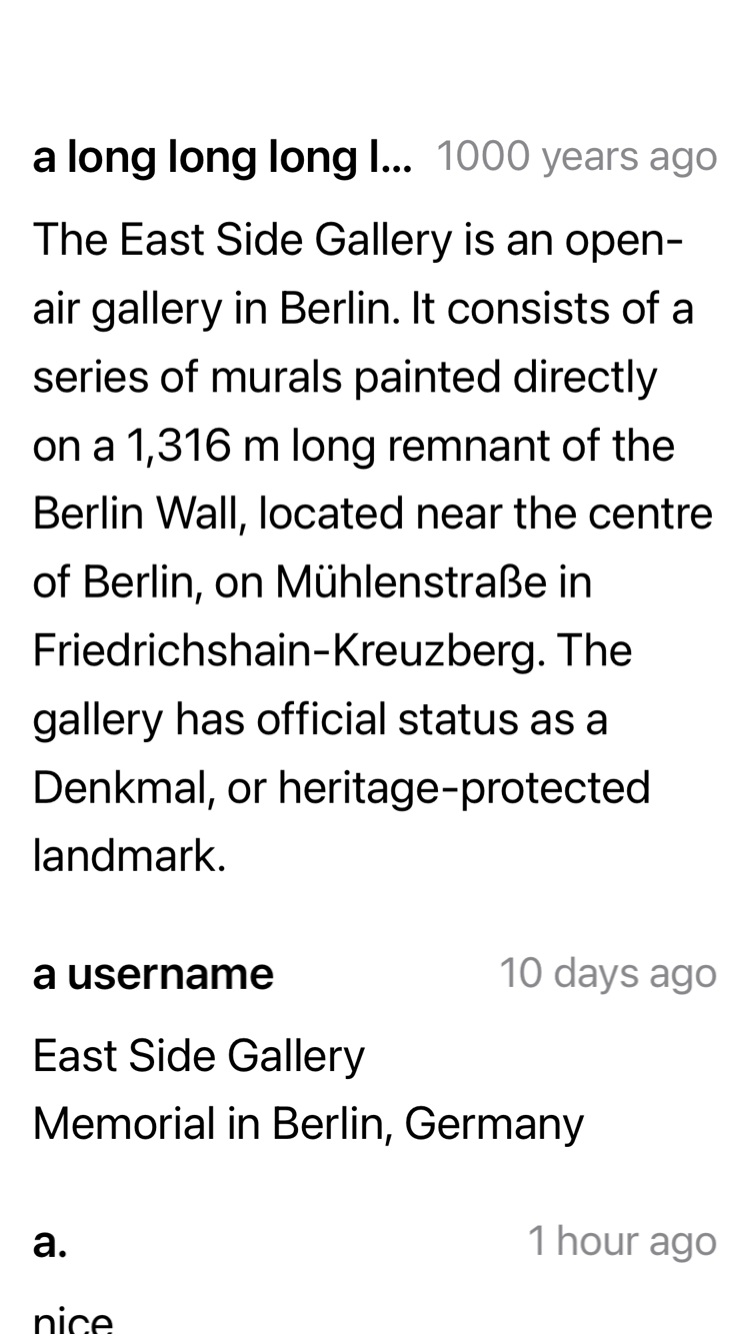 a long long long l... 1000 years ago
The East Side Gallery is an open-
air gallery in Berlin. It consists of a
series of murals painted directly
on a 1,316 m long remnant of the
Berlin Wall, located near the centre
of Berlin, on Mühlenstraße in
Friedrichshain-Kreuzberg. The
gallery has official status as a
Denkmal, or heritage-protected
landmark.
a username 10 days ago
East Side Gallery
Memorial in Berlin, Germany
a. 1 hour ago
nice